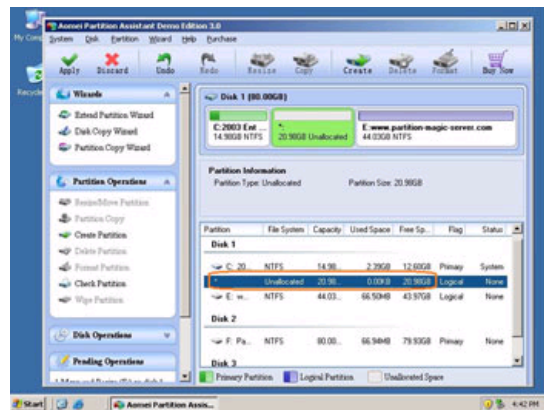 My Comp
Recycle
Aomei Partition Assistant Demo Edition 3.0
System Disk Partition Wizard Help Purchase
Apply Discard Undo Redo Resize Copy Create Delete Format Buy Now
Wizards
Extend Partition Wizard
Disk Copy Wizard
Partition Copy Wizard
Partition Operations
Resize/Move Partition
Partition Copy
Create Partition
Delete Partition
Format Partition
Check Partition
Wipe Partition
Disk Operations
Pending Operations
Disk 1 (80.00GB)
C:2003 Ent ...
14.98GB NTFS
*:
20.98GB Unallocated
E:www.partition-magic-server.com
44.03GB NTFS
Partition Information
Partition Type: Unallocated Partition Size: 20.98GB
Partition File System Capacity Used Space Free Sp... Flag Status
Disk 1
C: 20... NTFS 14.98... 2.39GB 12.60GB Primary System
* Unallocated 20.98... 0.00KB 20.98GB Logical None
E: w... NTFS 44.03... 66.50MB 43.97GB Logical None
Disk 2
F: Pa... NTFS 80.00... 66.94MB 79.93GB Primary None
Disk 3
Primary Partition Logical Partition Unallocated Space
Start Aomei Partition Assis... 4:42 PM